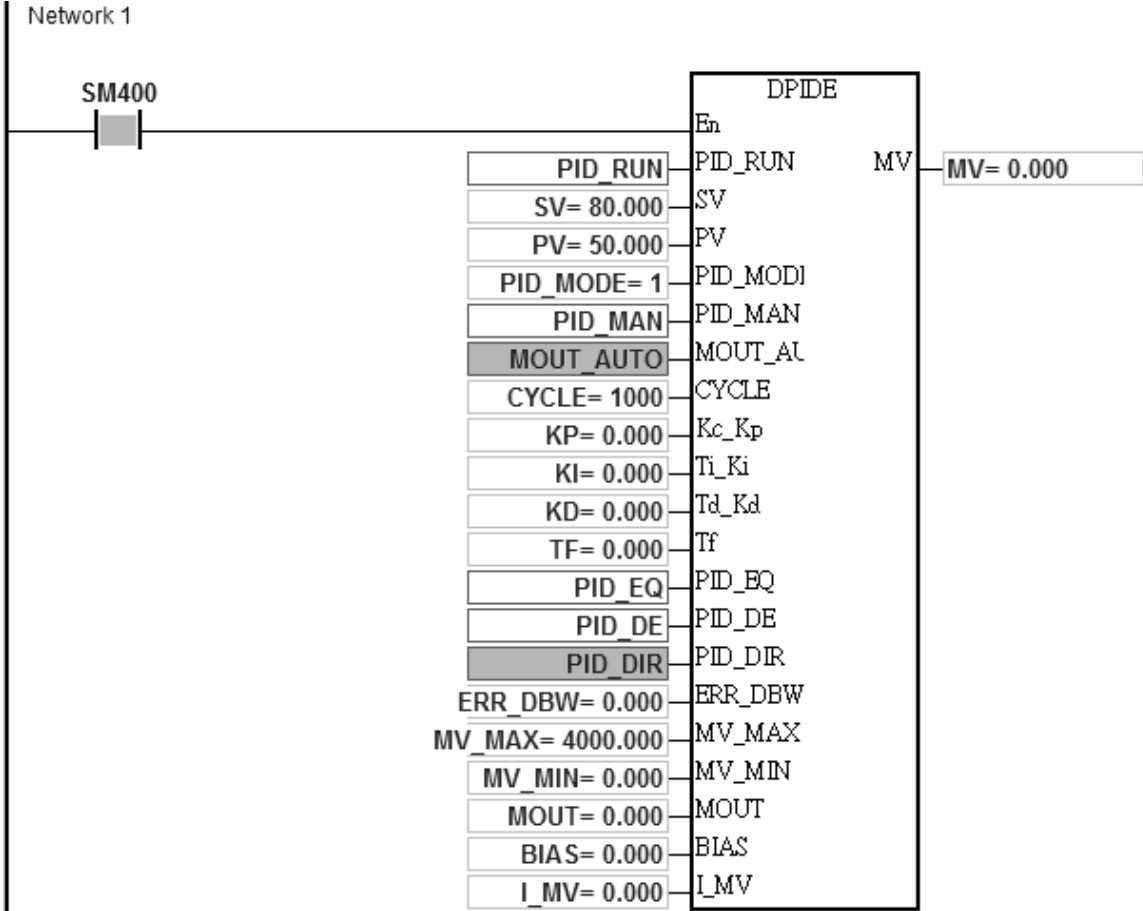 Network 1
SM400
DPIDE
En
PID_RUN PID_RUN MV MV= 0.000
SV= 80.000 SV
PV= 50.000 PV
PID_MODE= 1 PID_MODI
PID_MAN PID_MAN
MOUT_AUTO MOUT_AU
CYCLE= 1000 CYCLE
KP= 0.000 Kc_Kp
KI= 0.000 Ti_Ki
KD= 0.000 Td_Kd
TF= 0.000 Tf
PID_EQ PID_EQ
PID_DE PID_DE
PID_DIR PID_DIR
ERR_DBW= 0.000 ERR_DBW
MV_MAX= 4000.000 MV_MAX
MV_MIN= 0.000 MV_MIN
MOUT= 0.000 MOUT
BIAS= 0.000 BIAS
I_MV= 0.000 I_MV